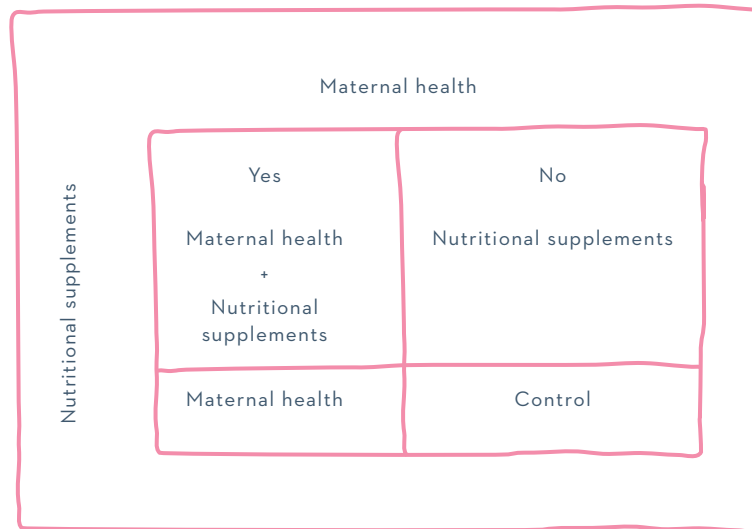 Maternal health
Nutritional supplements
Yes
No
Maternal health
+
Nutritional
supplements
Nutritional supplements
Maternal health
Control